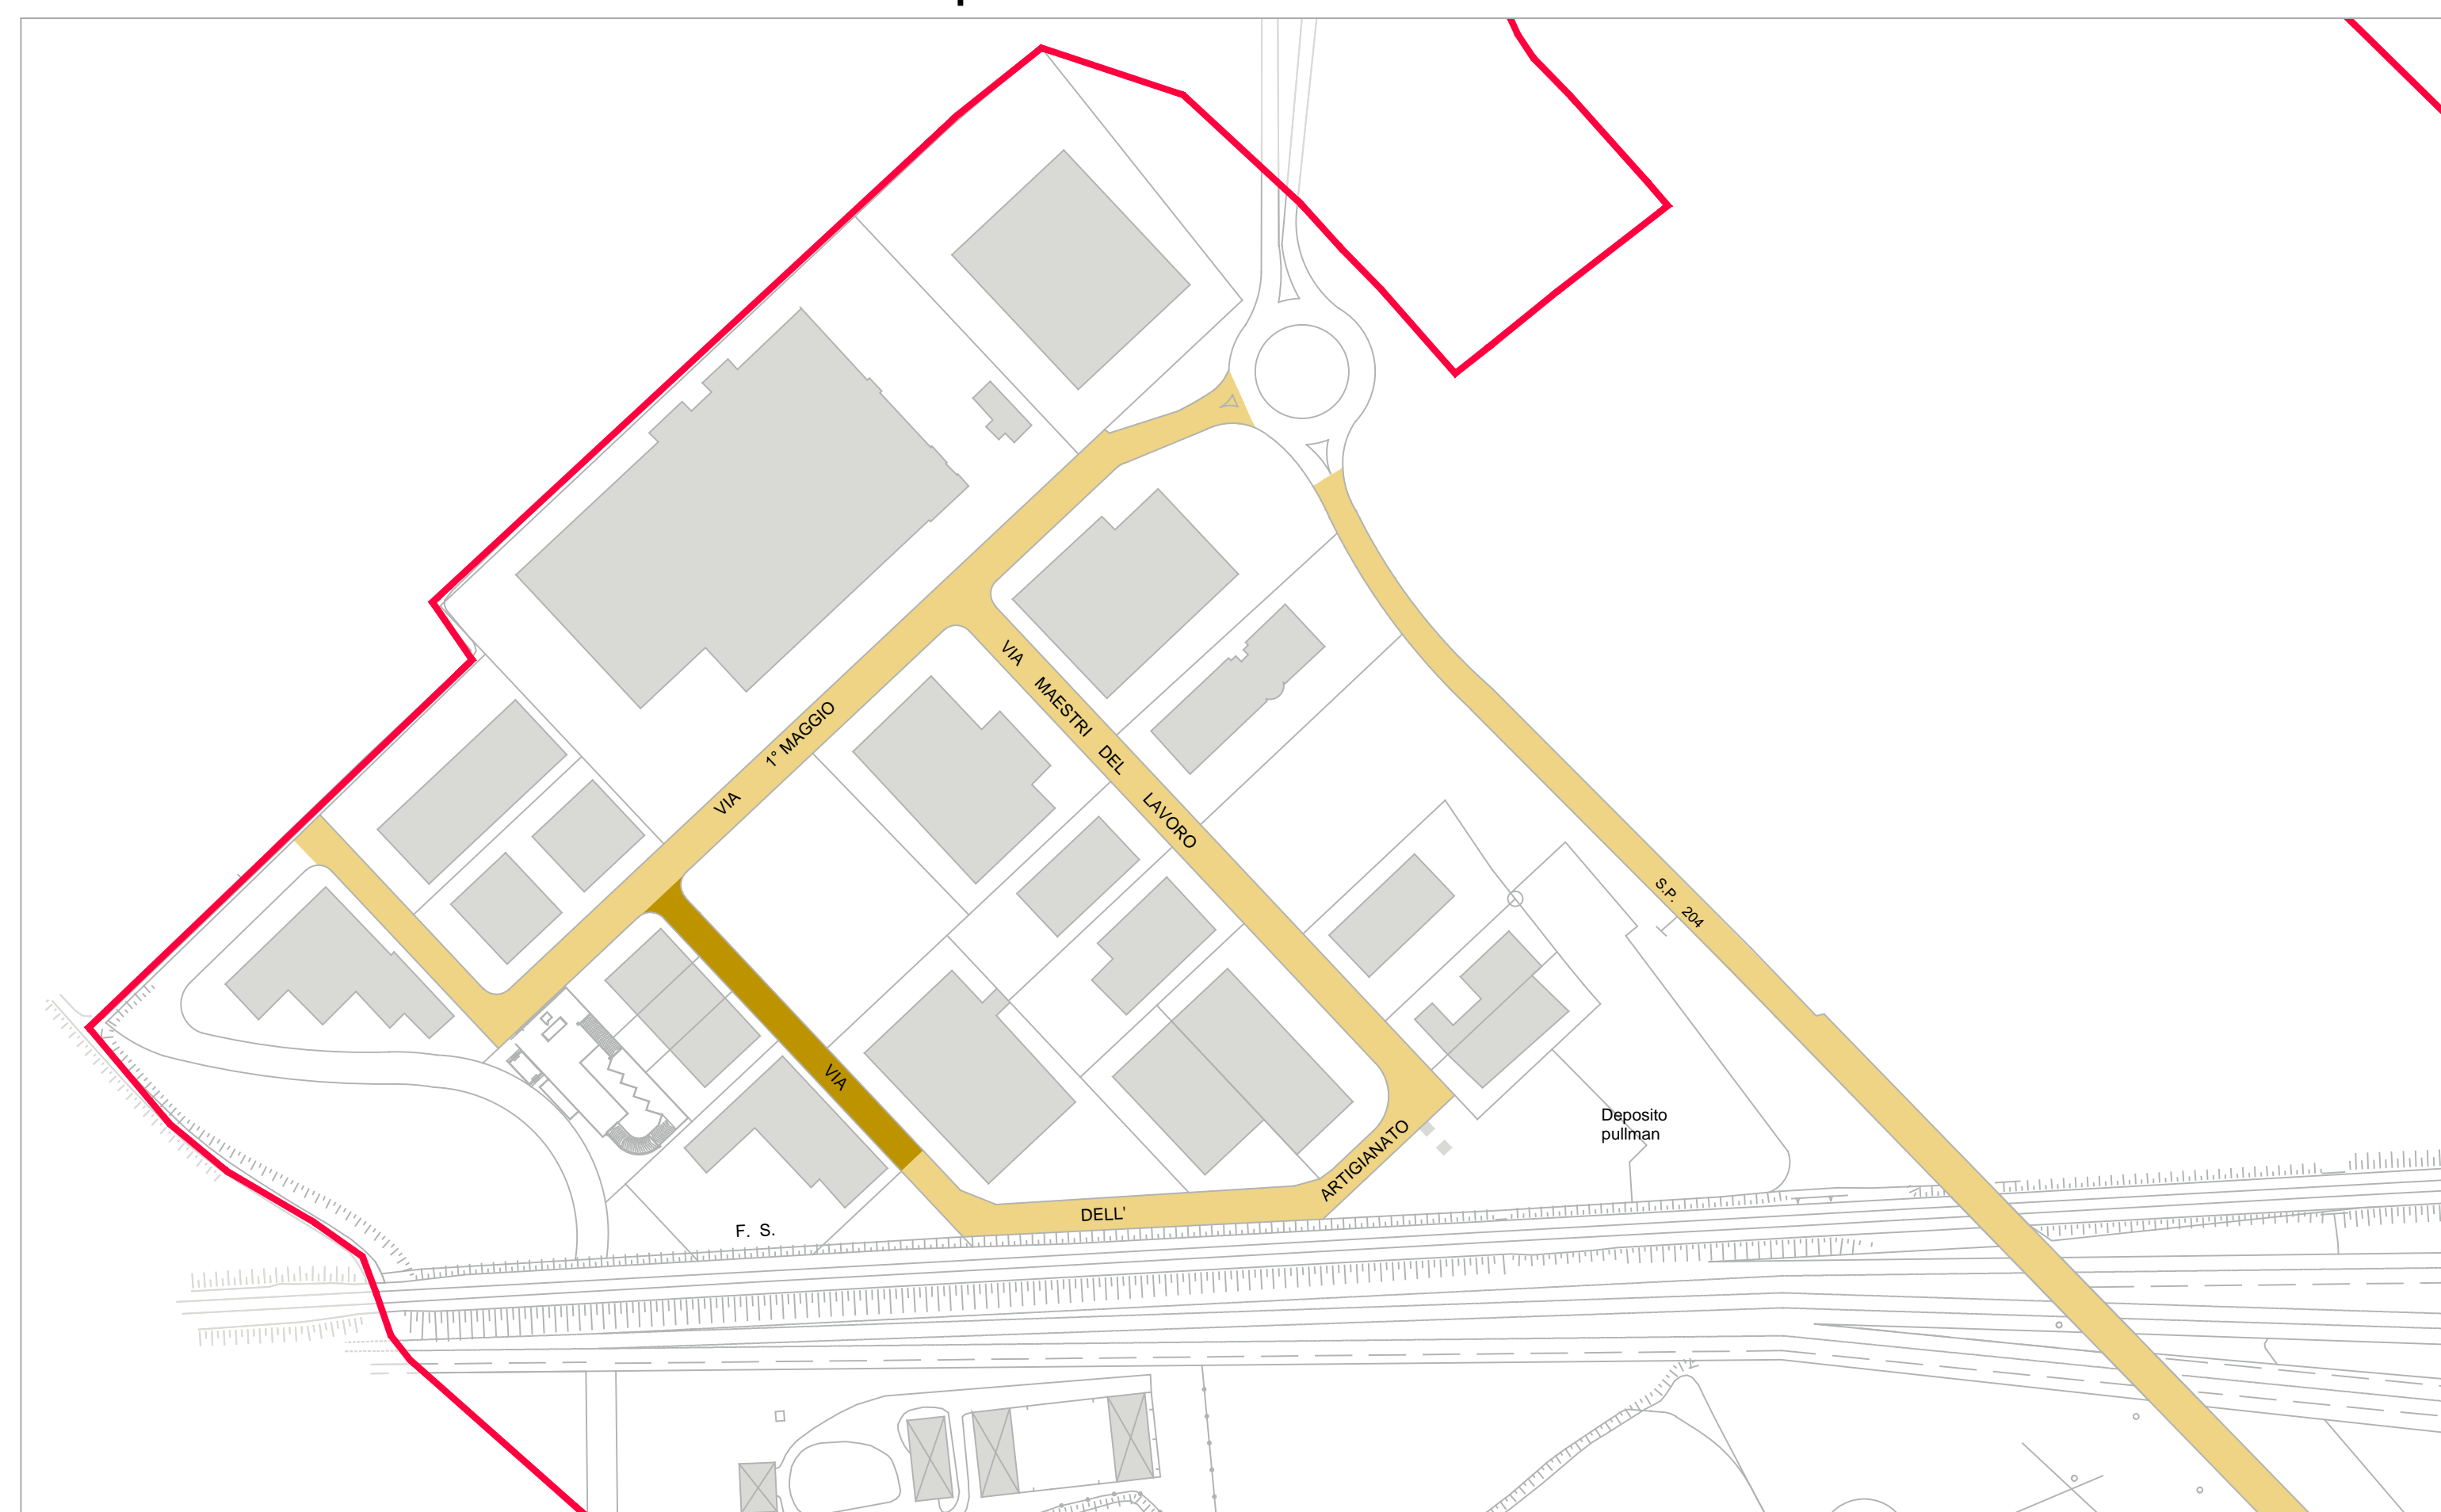 VIA 1° MAGGIO
VIA MAESTRI DEL LAVORO
S.P. 204
VIA DELL' ARTIGIANATO
Deposito
pullman
F. S.